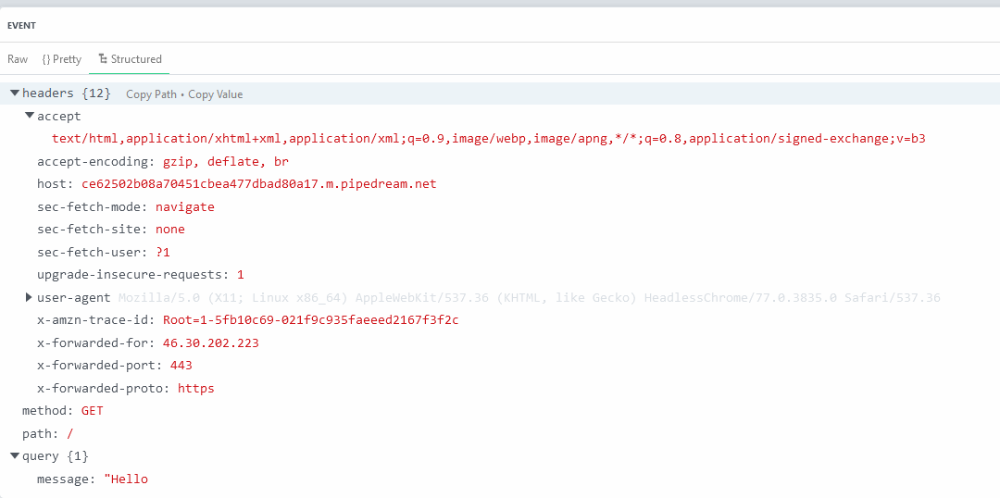 EVENT
Raw {} Pretty Structured
headers {12} Copy Path • Copy Value
accept
text/html,application/xhtml+xml,application/xml;q=0.9,image/webp,image/apng,*/*;q=0.8,application/signed-exchange;v=b3
accept-encoding: gzip, deflate, br
host: ce62502b08a70451cbea477dbad80a17.m.pipedream.net
sec-fetch-mode: navigate
sec-fetch-site: none
sec-fetch-user: ?1
upgrade-insecure-requests: 1
user-agent Mozilla/5.0 (X11; Linux x86_64) AppleWebKit/537.36 (KHTML, like Gecko) HeadlessChrome/77.0.3835.0 Safari/537.36
x-amzn-trace-id: Root=1-5fb10c69-021f9c935faeeed2167f3f2c
x-forwarded-for: 46.30.202.223
x-forwarded-port: 443
x-forwarded-proto: https
method: GET
path: /
query {1}
message: "Hello